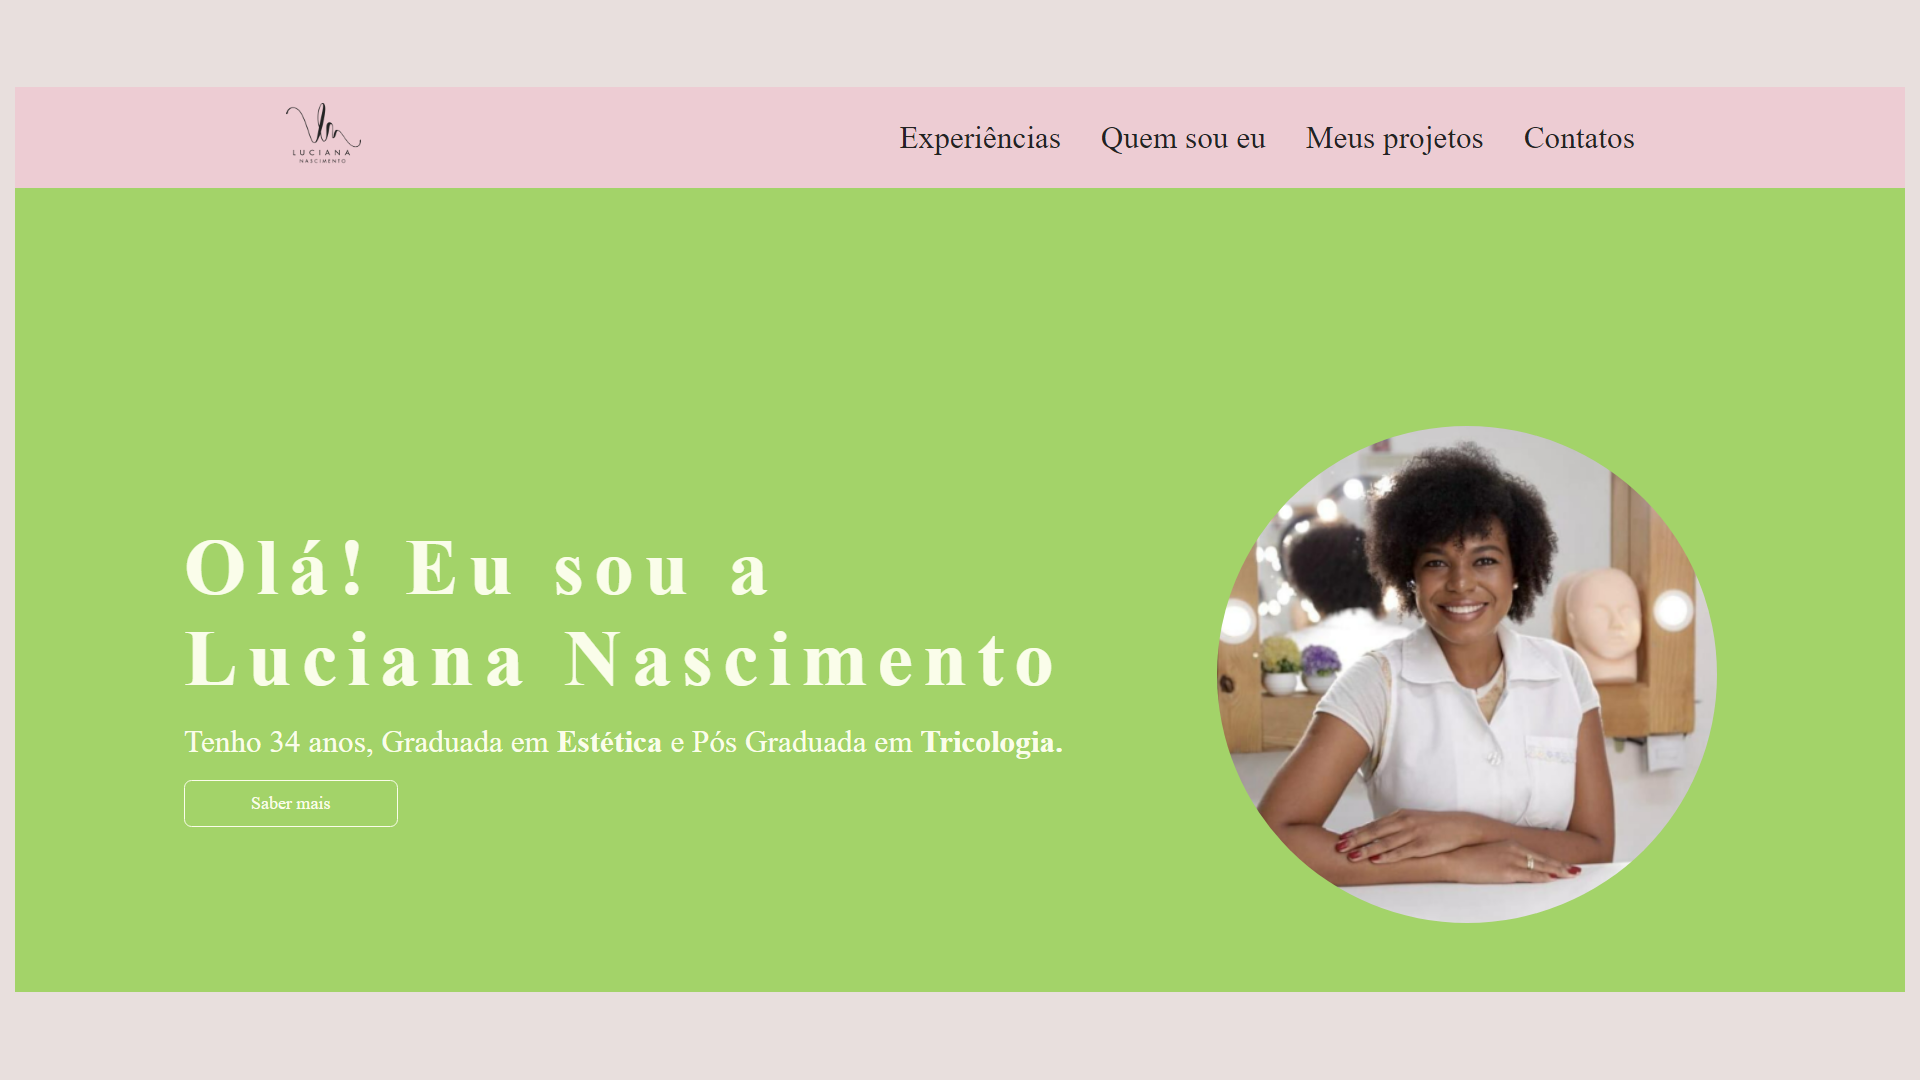 LUCIANA
NASCIMENTO
Experiências Quem sou eu Meus projetos Contatos
Olá! Eu sou a
Luciana Nascimento
Tenho 34 anos, Graduada em Estética e Pós Graduada em Tricologia.
Saber mais